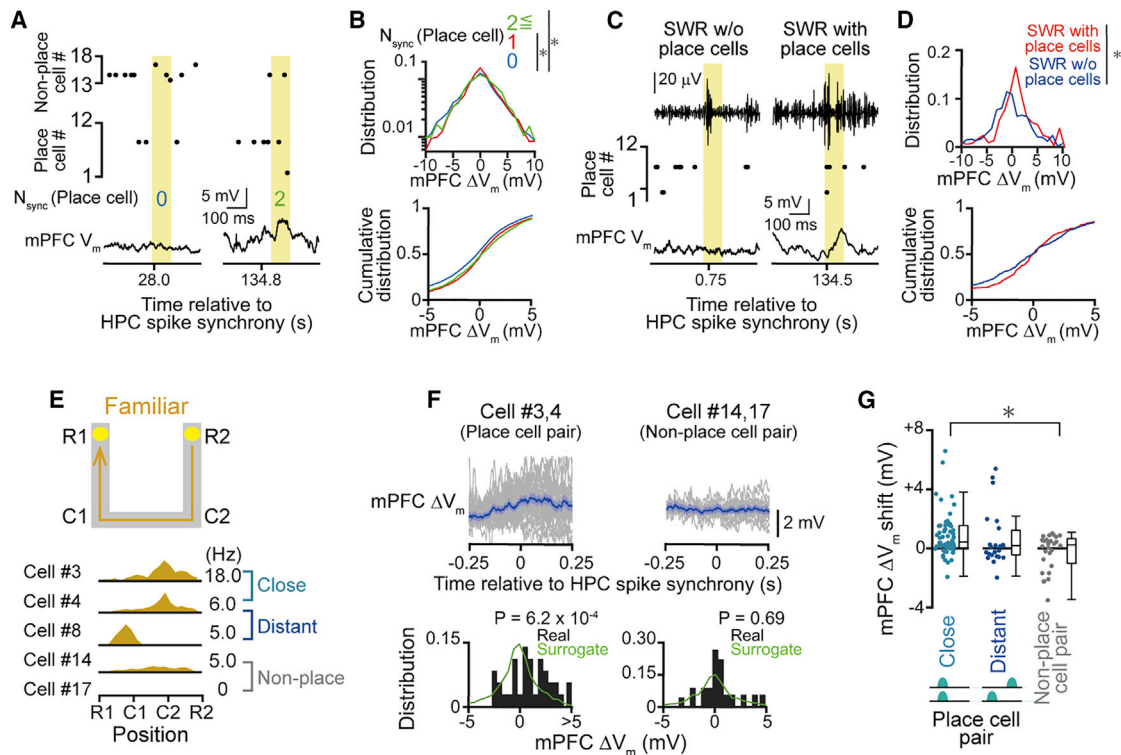 A
Non-place
cell #
18
13
Place
cell #
12
1
Nsync (Place cell)
0
2
5 mV
100 ms
mPFC Vm
28.0
134.8
Time relative to
HPC spike synchrony (s)
B
Nsync (Place cell)
2≦
1
0
*
*
Distribution
0.1
0.01
-10 -5 0 5 10
mPFC ΔVm (mV)
Cumulative
distribution
1
0.5
0
-5 0 5
mPFC ΔVm (mV)
C
SWR w/o
place cells
SWR with
place cells
20 μV
Place
cell #
12
1
5 mV
100 ms
mPFC Vm
0.75
134.5
Time relative to
HPC spike synchrony (s)
D
SWR with
place cells
SWR w/o
place cells
*
Distribution
0.2
0.1
0
-10 -5 0 5 10
mPFC ΔVm (mV)
Cumulative
distribution
1
0.5
0
-5 0 5
mPFC ΔVm (mV)
E
Familiar
R1
R2
C1
C2
(Hz)
Cell #3
18.0
Close
Cell #4
6.0
Distant
Cell #8
5.0
Cell #14
5.0
Non-place
Cell #17
0
R1 C1 C2 R2
Position
F
Cell #3,4
(Place cell pair)
Cell #14,17
(Non-place cell pair)
mPFC ΔVm
2 mV
-0.25 0 0.25
-0.25 0 0.25
Time relative to HPC spike synchrony (s)
P = 6.2 x 10-4
P = 0.69
Real
Surrogate
Real
Surrogate
Distribution
0.15
0
0.30
0
-5 0 >5
-5 0 5
mPFC ΔVm (mV)
G
*
mPFC ΔVm shift (mV)
+8
+4
0
-4
Close
Distant
Non-place
cell pair
Place cell
pair